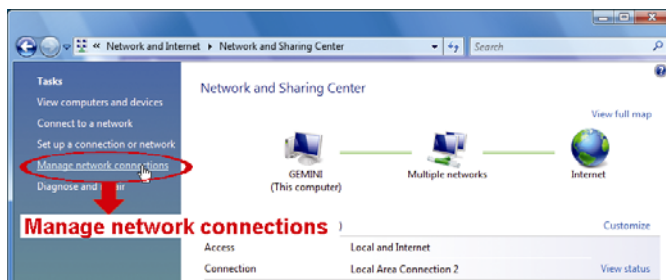 « Network and Internet ▸ Network and Sharing Center Search
Tasks
View computers and devices
Connect to a network
Set up a connection or network
Manage network connections
Diagnose and
Network and Sharing Center
View full map
GEMINI
(This computer)
Multiple networks
Internet
Manage network connections
) Customize
Access Local and Internet
Connection Local Area Connection 2 View status